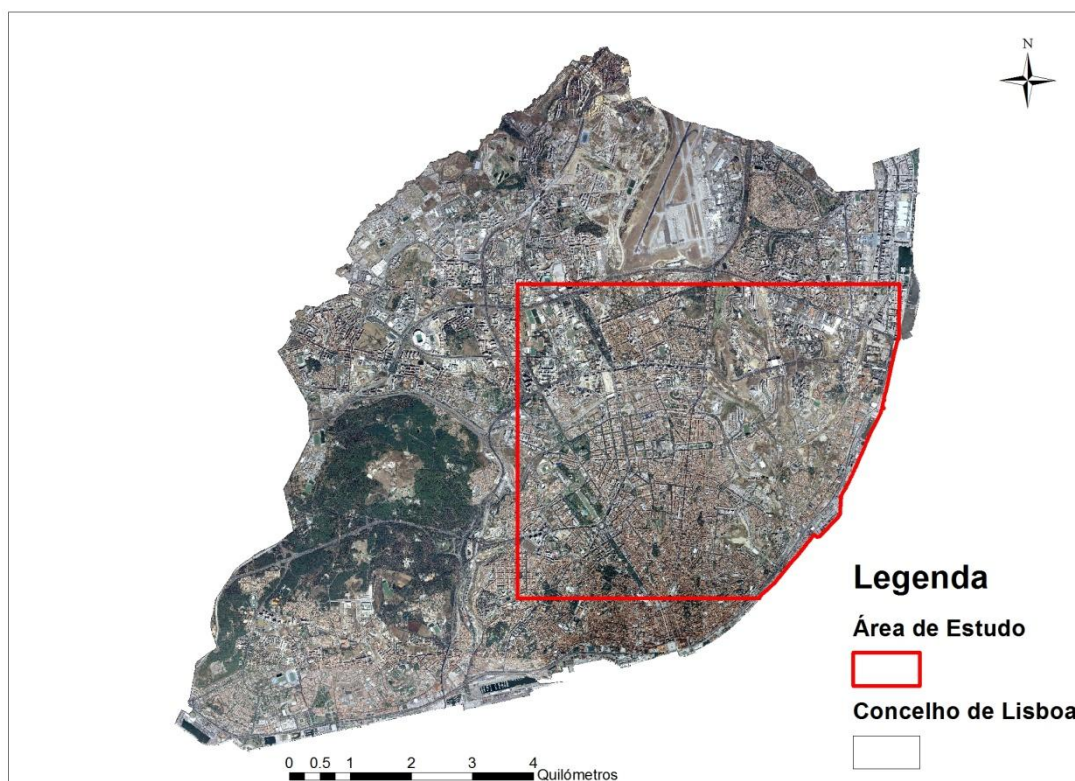 N
Legenda
Área de Estudo
Concelho de Lisboa
0 0.5 1 2 3 4
Quilómetros